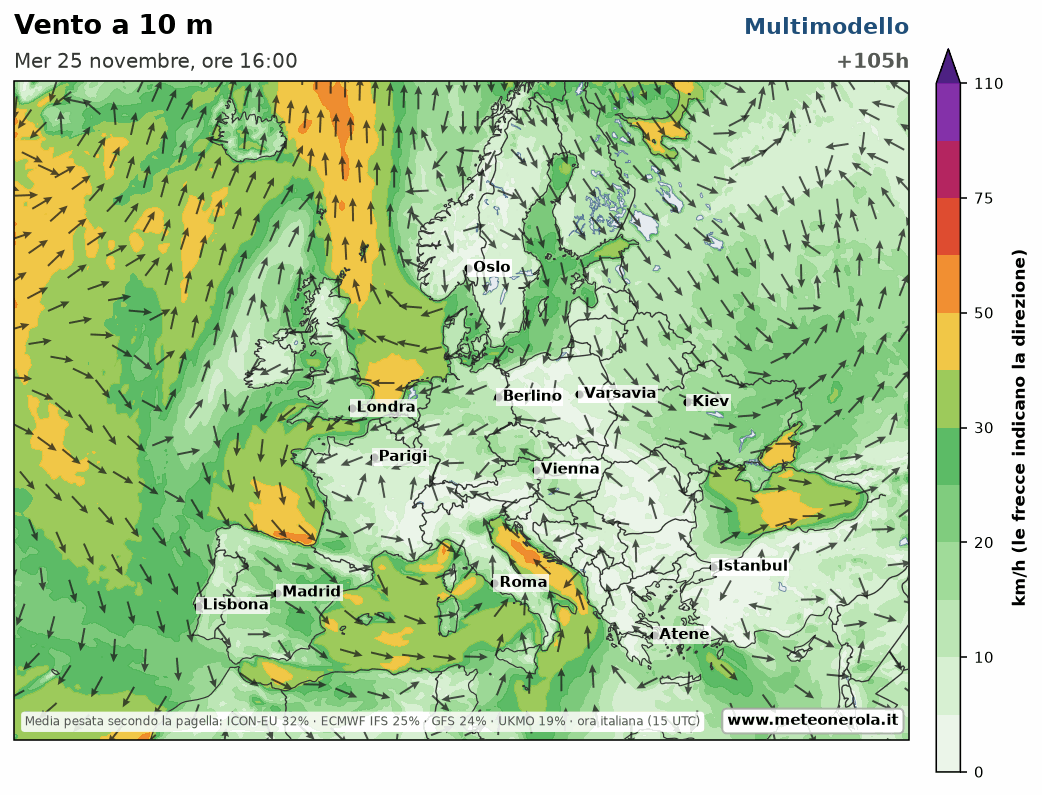 Vento a 10 m
Multimodello
Mer 25 novembre, ore 16:00
+105h
Oslo
Londra
Berlino
Varsavia
Kiev
Parigi
Vienna
Istanbul
Roma
Madrid
Lisbona
Atene
Media pesata secondo la pagella: ICON-EU 32% · ECMWF IFS 25% · GFS 24% · UKMO 19% · ora italiana (15 UTC)
www.meteonerola.it
110
75
50
30
20
10
0
km/h (le frecce indicano la direzione)